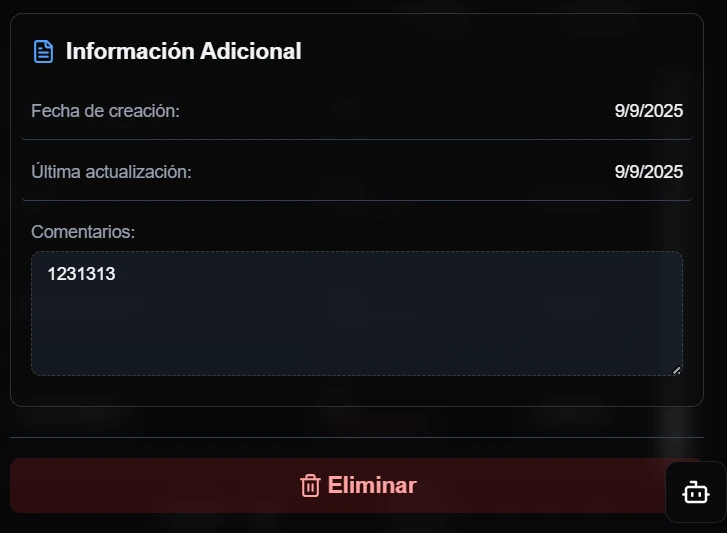 Información Adicional
Fecha de creación: 9/9/2025
Última actualización: 9/9/2025
Comentarios:
1231313
Eliminar